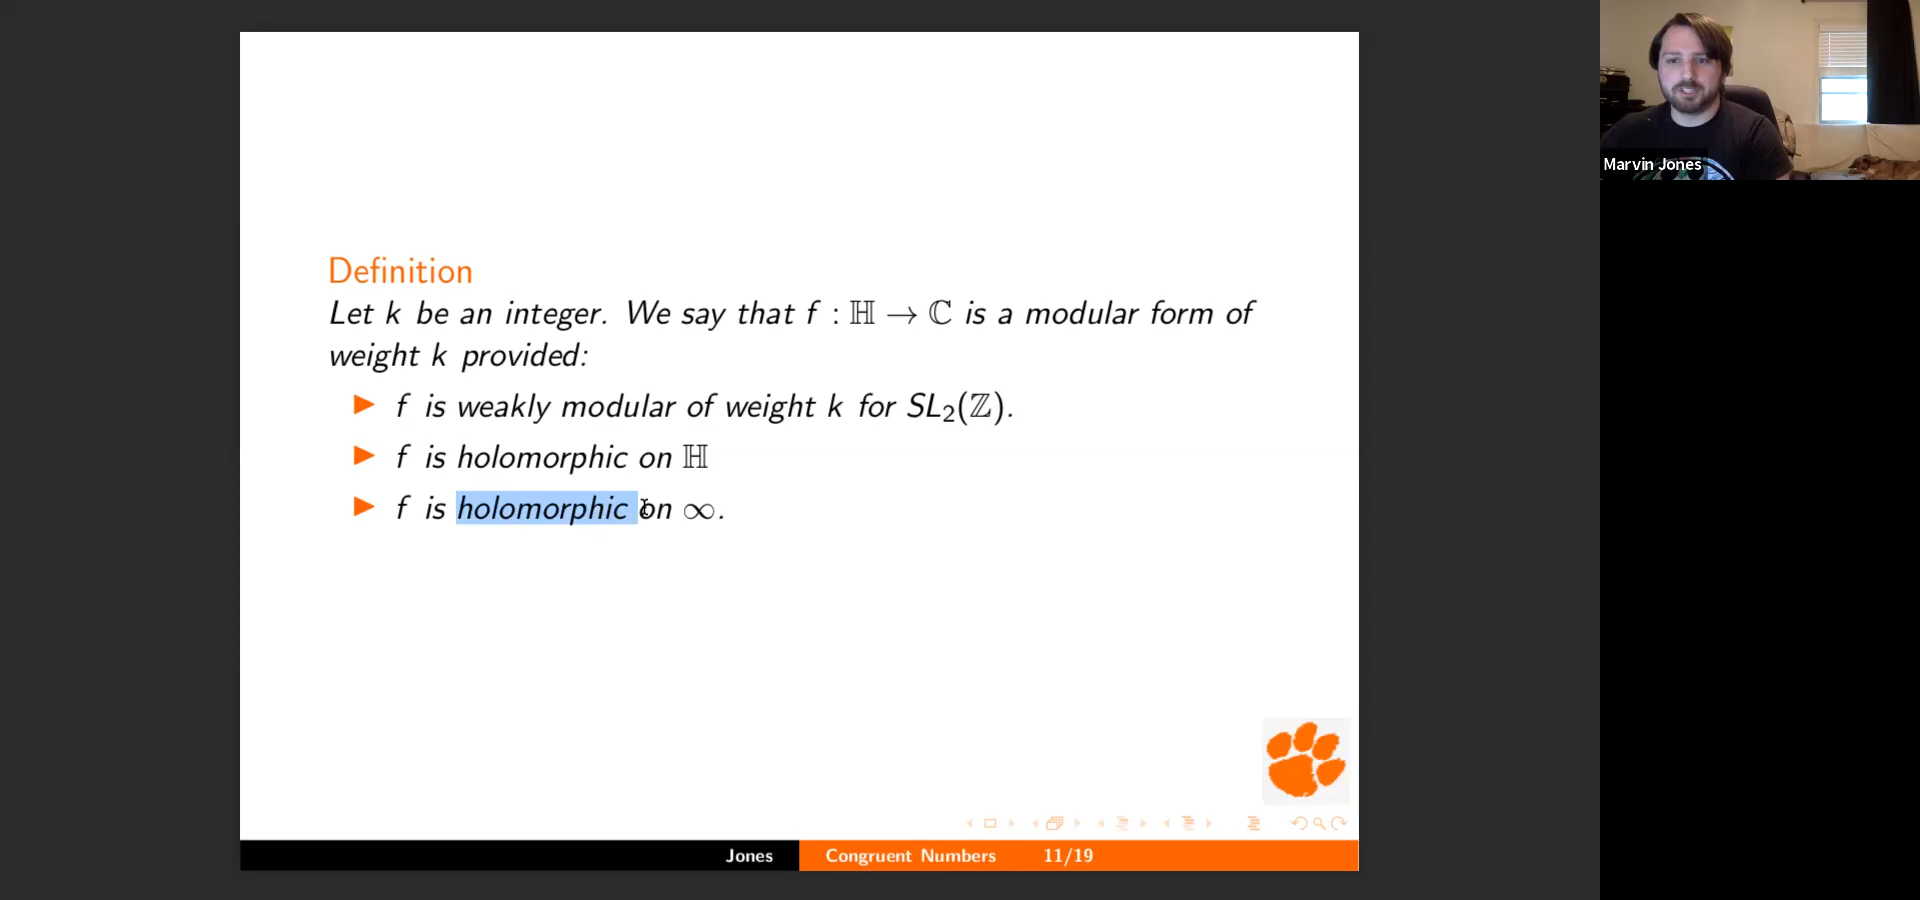 Definition
Let k be an integer. We say that f : ℍ → ℂ is a modular form of
weight k provided:
▶ f is weakly modular of weight k for SL₂(ℤ).
▶ f is holomorphic on ℍ
▶ f is holomorphic on ∞.
Jones Congruent Numbers 11/19
Marvin Jones